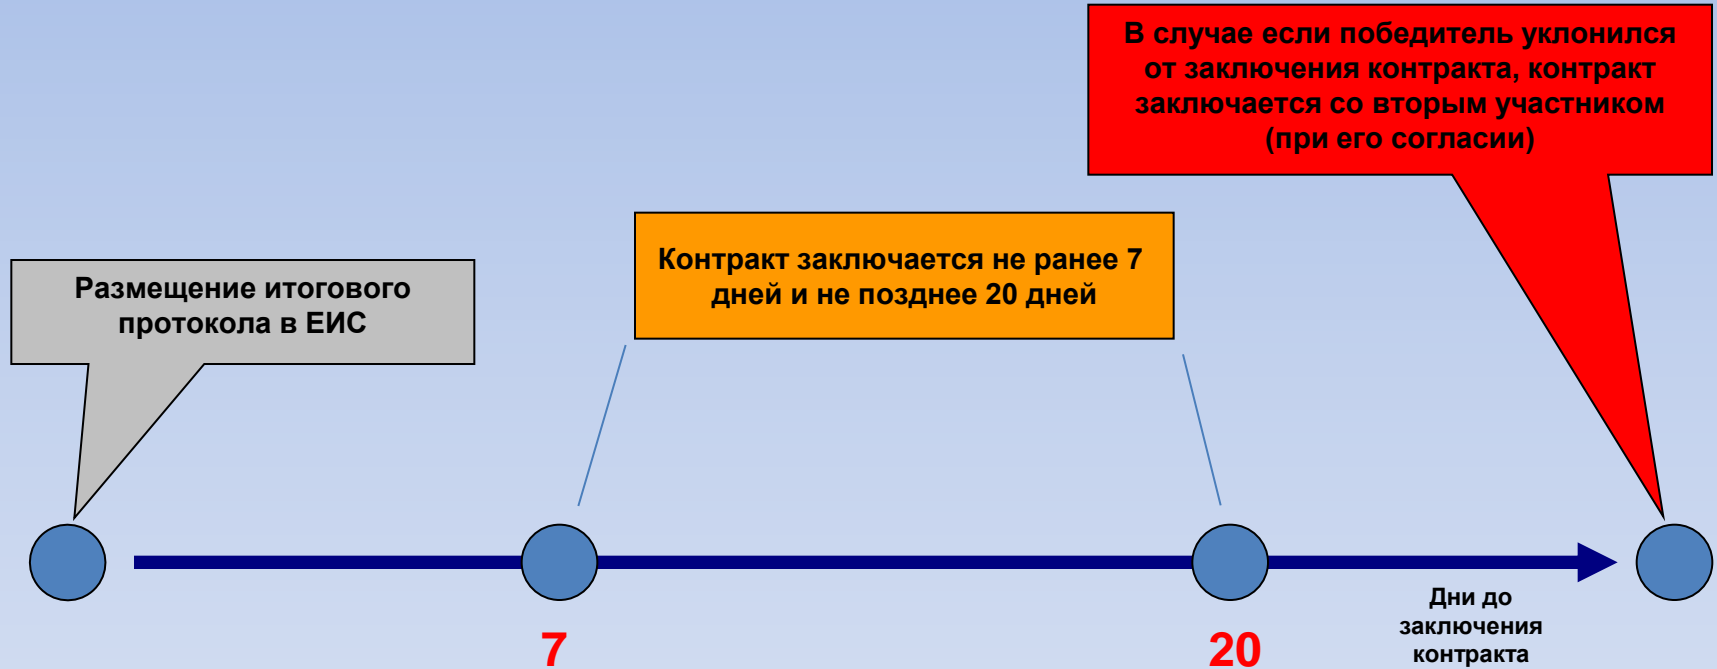 В случае если победитель уклонился
от заключения контракта, контракт
заключается со вторым участником
(при его согласии)
Контракт заключается не ранее 7
дней и не позднее 20 дней
Размещение итогового
протокола в ЕИС
7
20
Дни до
заключения
контракта